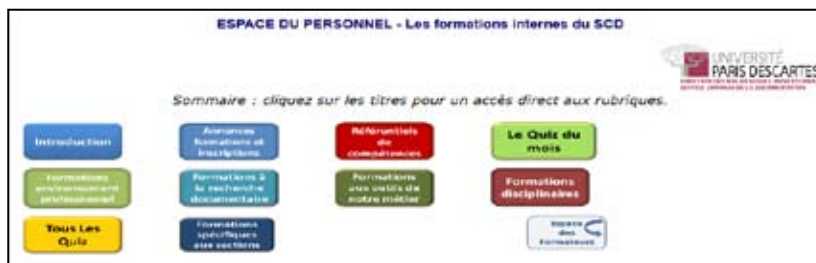 ESPACE DU PERSONNEL - Les formations internes du SCD
UNIVERSITÉ
PARIS DESCARTES
Sommaire : cliquez sur les titres pour un accès direct aux rubriques.
Introduction
Annonces
formations et
inscriptions
Référentiels
de
compétences
Le Quiz du
mois
Formations
environnement
professionnel
Formations à
la recherche
documentaire
Formations
aux outils de
notre métier
Formations
disciplinaires
Tous Les
Quiz
Formations
spécifiques
aux sections
Espace
des
Formateurs